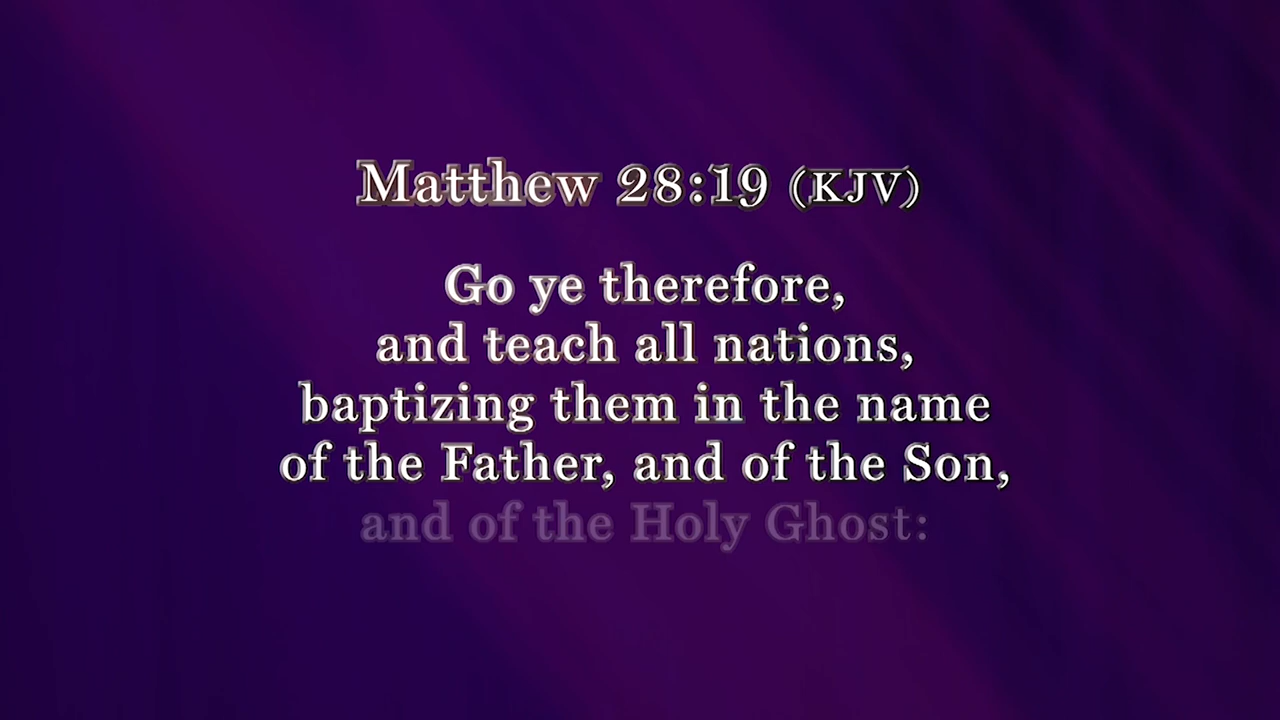 Matthew 28:19 (KJV)
Go ye therefore,
and teach all nations,
baptizing them in the name
of the Father, and of the Son,
and of the Holy Ghost: